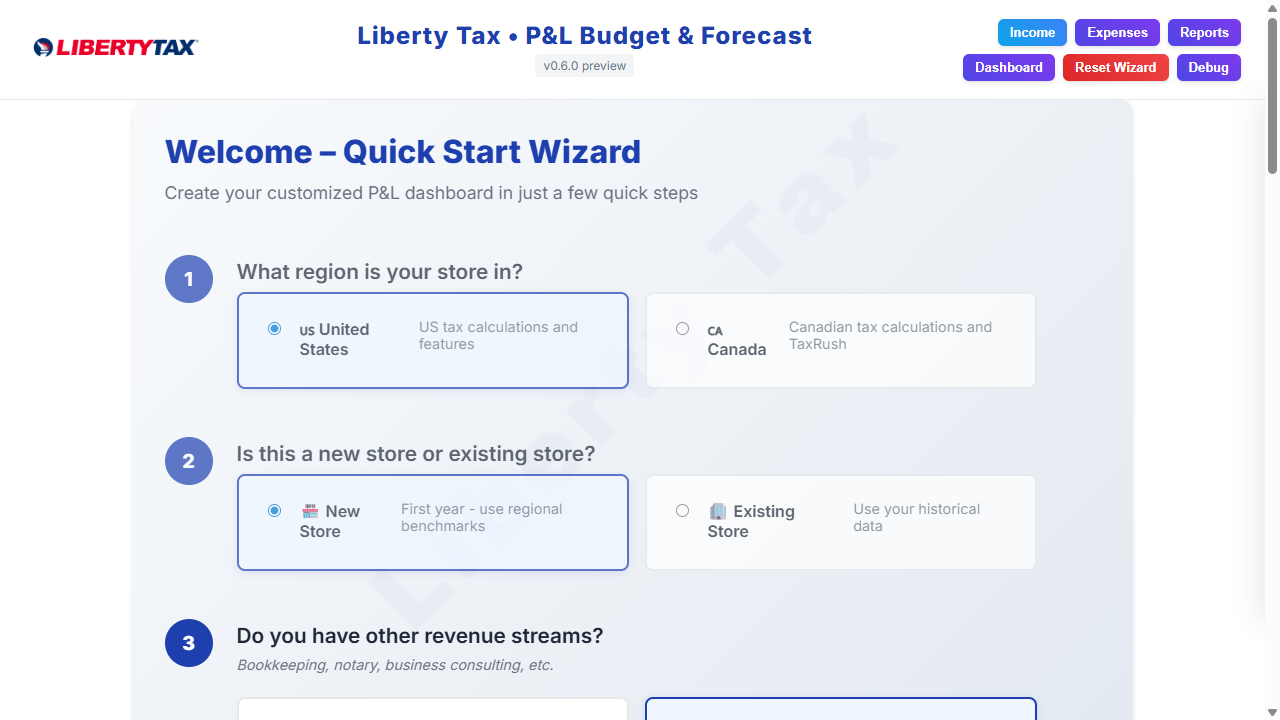 LIBERTYTAX
Liberty Tax • P&L Budget & Forecast
v0.6.0 preview
Income
Expenses
Reports
Dashboard
Reset Wizard
Debug
Welcome – Quick Start Wizard
Create your customized P&L dashboard in just a few quick steps
1
What region is your store in?
US United
States
US tax calculations and
features
CA
Canada
Canadian tax calculations and
TaxRush
2
Is this a new store or existing store?
🏪 New
Store
First year - use regional
benchmarks
🏢 Existing
Store
Use your historical
data
3
Do you have other revenue streams?
Bookkeeping, notary, business consulting, etc.
Liberty Tax